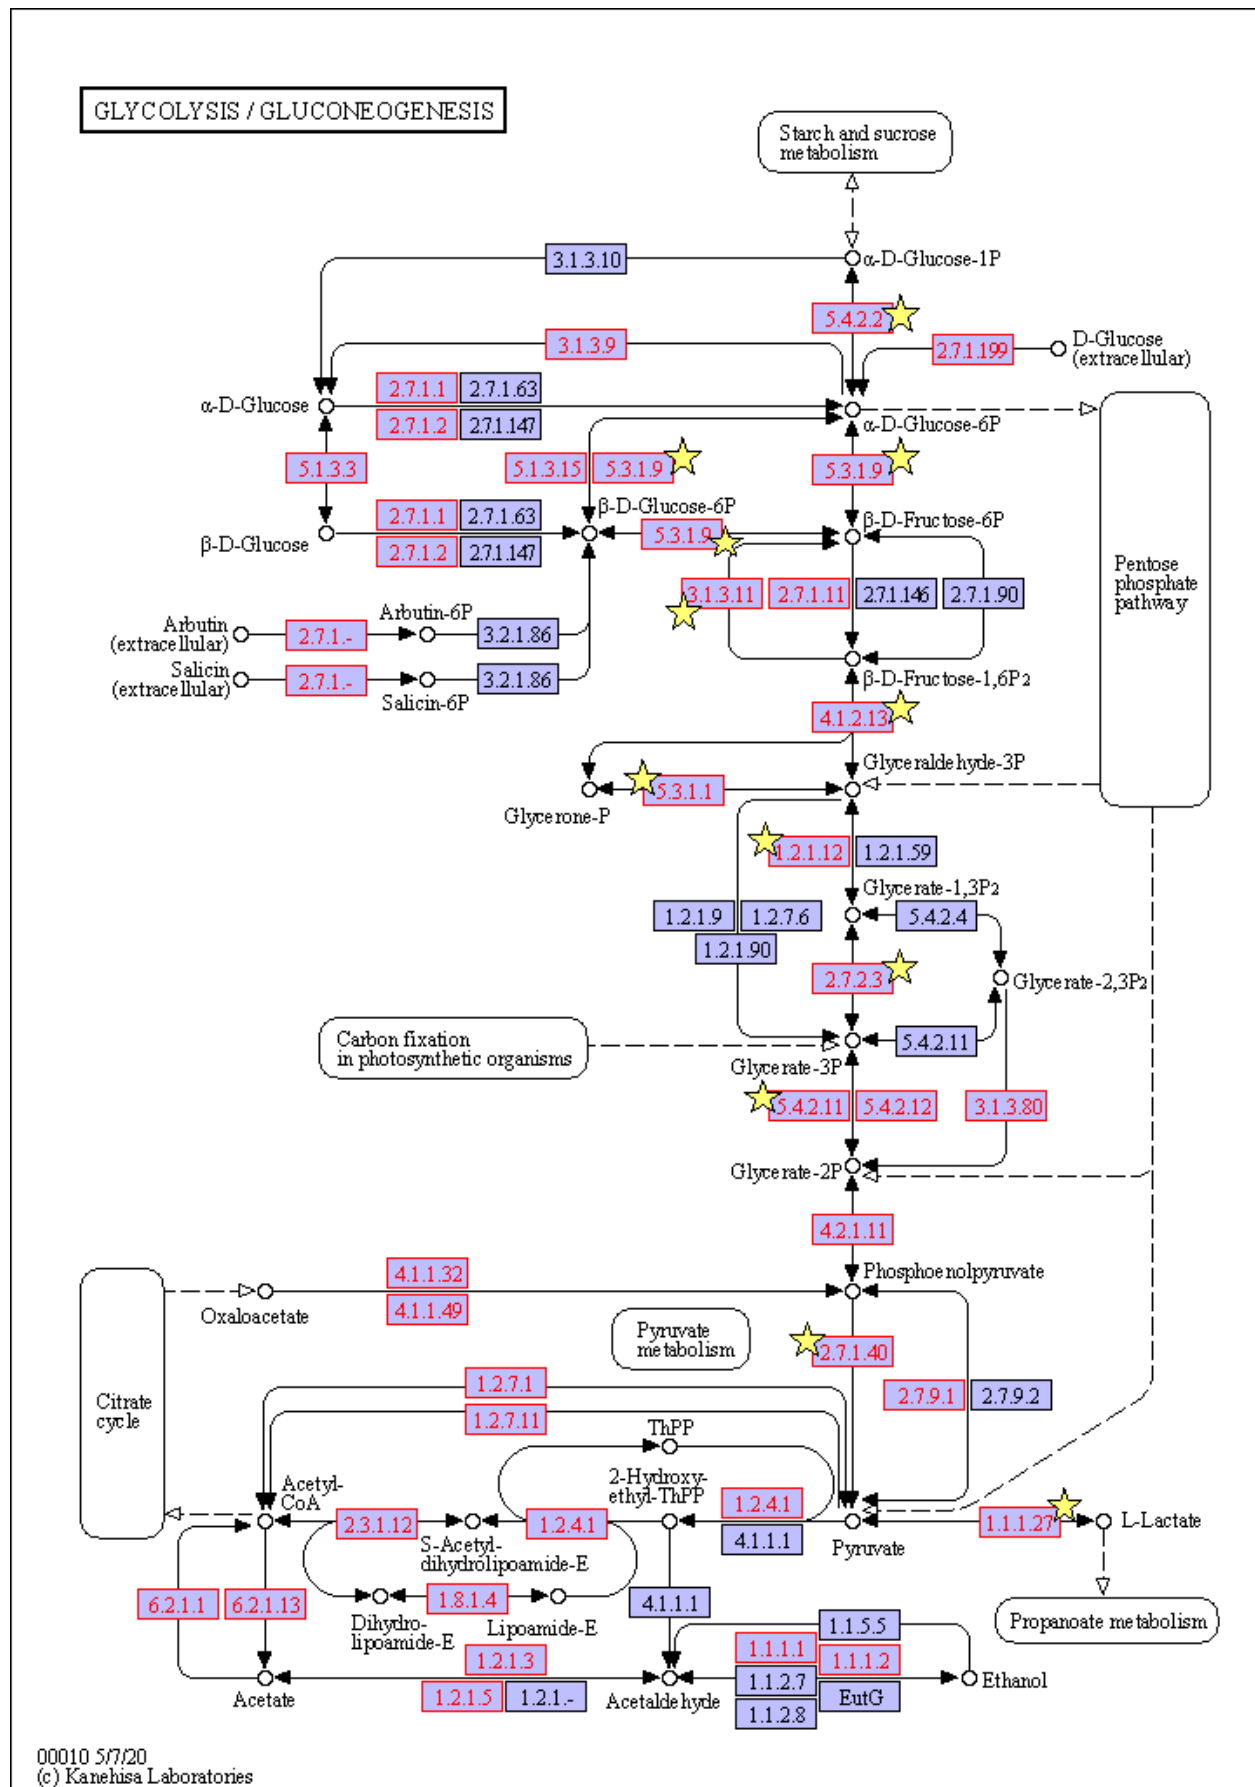 GLYCOLYSIS / GLUCONEOGENESIS
Starch and sucrose
metabolism
3.1.3.10
α-D-Glucose-1P
5.4.2.2
3.1.3.9
2.7.1.199
D-Glucose
(extracellular)
2.7.1.1
2.7.1.63
α-D-Glucose
2.7.1.2
2.7.1.147
α-D-Glucose-6P
5.1.3.3
5.1.3.15
5.3.1.9
5.3.1.9
β-D-Glucose-6P
β-D-Fructose-6P
2.7.1.1
2.7.1.63
5.3.1.9
β-D-Glucose
2.7.1.2
2.7.1.147
Pentose
phosphate
pathway
3.1.3.11
2.7.1.11
2.7.1.146
2.7.1.90
Arbutin-6P
Arbutin
(extracellular)
2.7.1.-
3.2.1.86
Salicin
(extracellular)
2.7.1.-
3.2.1.86
Salicin-6P
β-D-Fructose-1,6P2
4.1.2.13
Glyceraldehyde-3P
5.3.1.1
Glycerone-P
1.2.1.12
1.2.1.59
Glycerate-1,3P2
1.2.1.9
1.2.7.6
5.4.2.4
1.2.1.90
2.7.2.3
Glycerate-2,3P2
Carbon fixation
in photosynthetic organisms
5.4.2.11
Glycerate-3P
5.4.2.11
5.4.2.12
3.1.3.80
Glycerate-2P
4.2.1.11
4.1.1.32
Phosphoenolpyruvate
Oxaloacetate
4.1.1.49
Pyruvate
metabolism
2.7.1.40
Citrate
cycle
1.2.7.1
2.7.9.1
2.7.9.2
1.2.7.11
ThPP
Acetyl-
CoA
2-Hydroxy-
ethyl-ThPP
1.2.4.1
2.3.1.12
1.2.4.1
1.1.1.27
L-Lactate
S-Acetyl-
dihydrolipoamide-E
4.1.1.1
Pyruvate
6.2.1.1
6.2.1.13
1.8.1.4
4.1.1.1
Dihydro-
lipoamide-E
Lipoamide-E
Propanoate metabolism
1.1.5.5
1.2.1.3
1.1.1.1
1.1.1.2
Acetate
1.2.1.5
1.2.1.-
Acetaldehyde
1.1.2.7
EutG
Ethanol
1.1.2.8
00010 5/7/20
(c) Kanehisa Laboratories